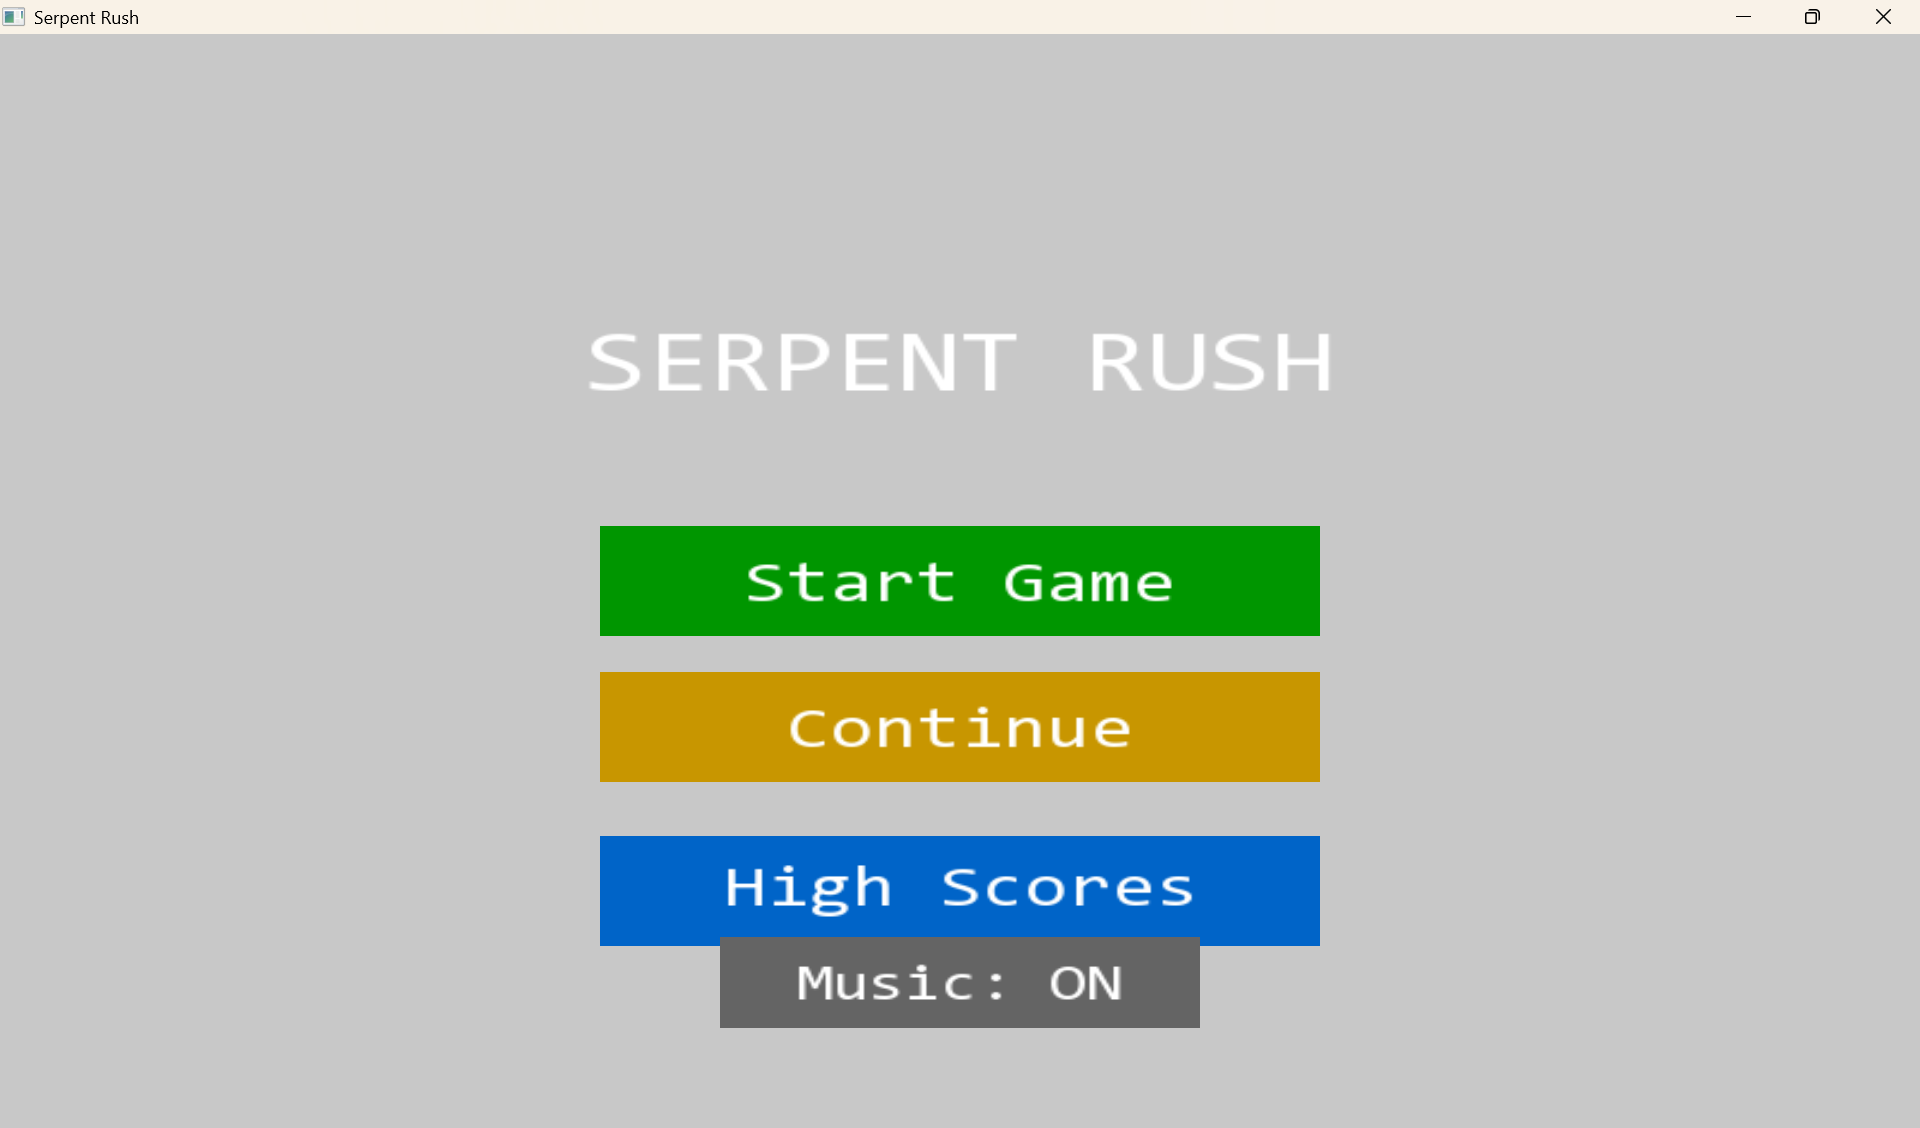 Serpent Rush
SERPENT RUSH
Start Game
Continue
High Scores
Music: ON